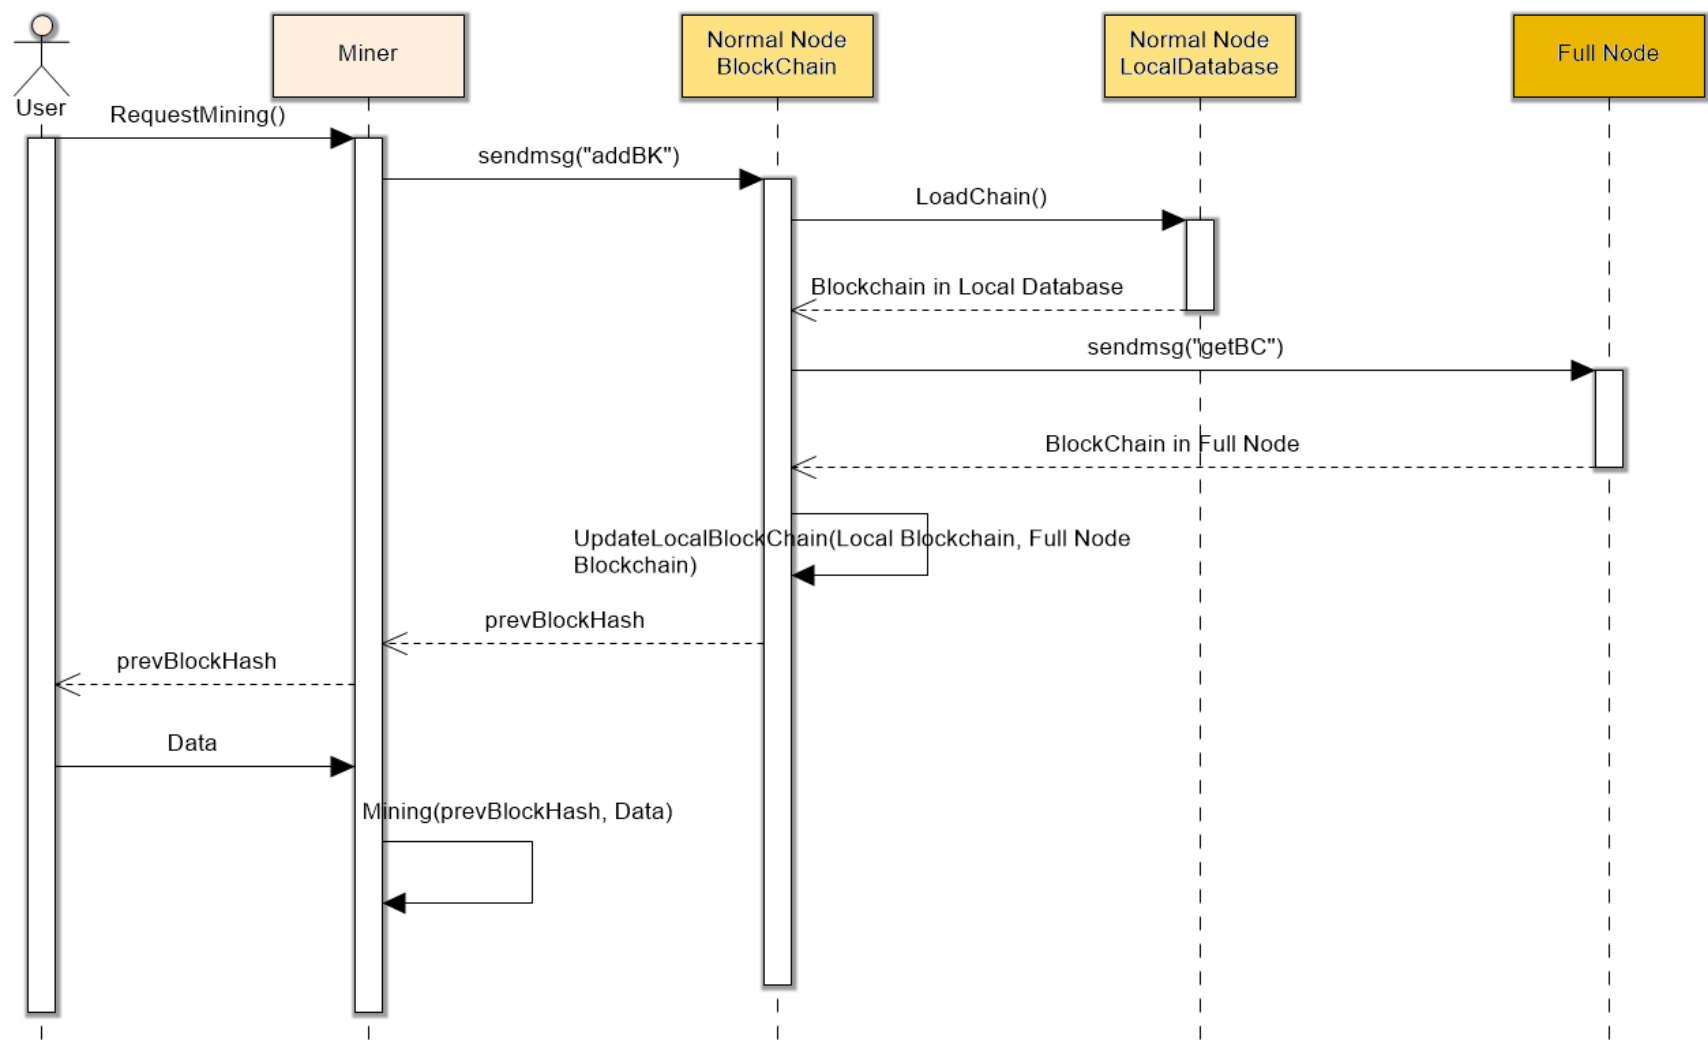 User
Miner
Normal Node
BlockChain
Normal Node
LocalDatabase
Full Node
RequestMining()
sendmsg("addBK")
LoadChain()
Blockchain in Local Database
sendmsg("getBC")
BlockChain in Full Node
UpdateLocalBlockChain(Local Blockchain, Full Node
Blockchain)
prevBlockHash
prevBlockHash
Data
Mining(prevBlockHash, Data)